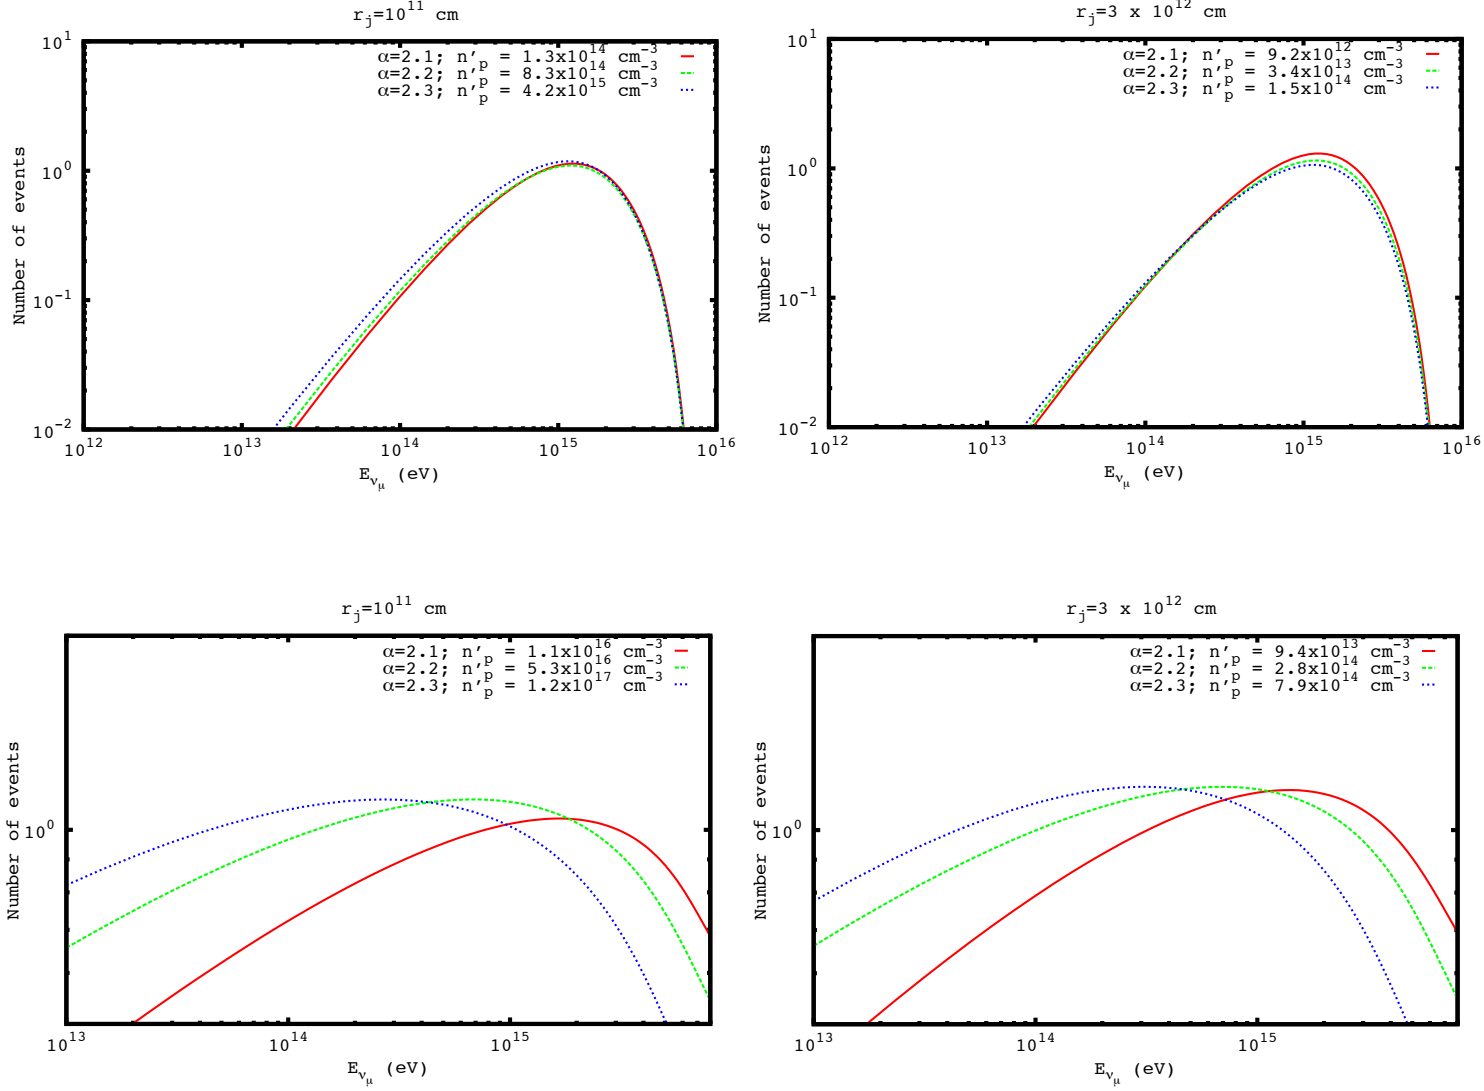 r_j=10^11 cm
α=2.1; n'_p = 1.3x10^14 cm^-3
α=2.2; n'_p = 8.3x10^14 cm^-3
α=2.3; n'_p = 4.2x10^15 cm^-3
Number of events
10^1
10^0
10^-1
10^-2
10^12 10^13 10^14 10^15 10^16
E_νμ (eV)
r_j=3 x 10^12 cm
α=2.1; n'_p = 9.2x10^12 cm^-3
α=2.2; n'_p = 3.4x10^13 cm^-3
α=2.3; n'_p = 1.5x10^14 cm^-3
Number of events
10^1
10^0
10^-1
10^-2
10^12 10^13 10^14 10^15 10^16
E_νμ (eV)
r_j=10^11 cm
α=2.1; n'_p = 1.1x10^16 cm^-3
α=2.2; n'_p = 5.3x10^16 cm^-3
α=2.3; n'_p = 1.2x10^17 cm^-3
Number of events
10^0
10^13 10^14 10^15
E_νμ (eV)
r_j=3 x 10^12 cm
α=2.1; n'_p = 9.4x10^13 cm^-3
α=2.2; n'_p = 2.8x10^14 cm^-3
α=2.3; n'_p = 7.9x10^14 cm^-3
Number of events
10^0
10^13 10^14 10^15
E_νμ (eV)